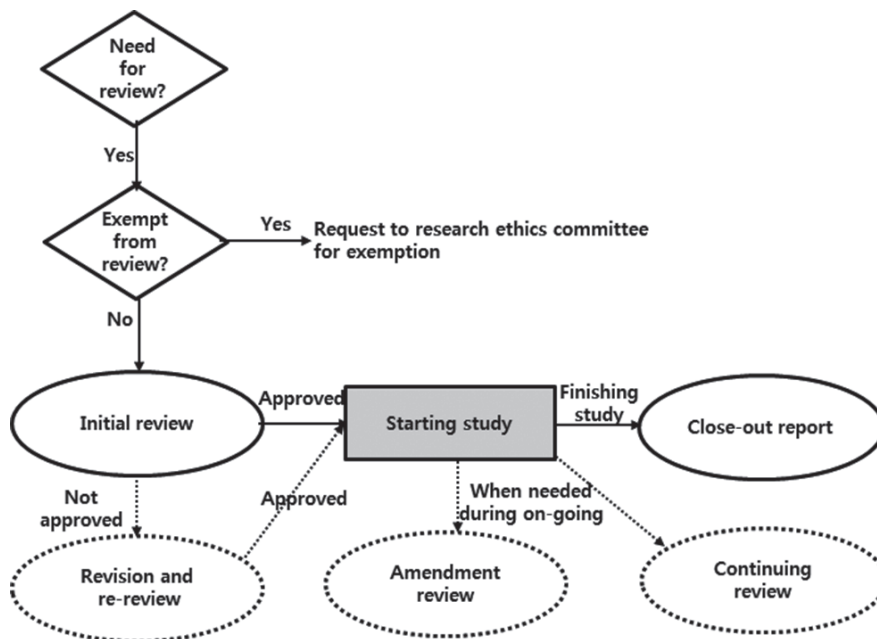 Need
for
review?
Yes
Exempt
from
review?
Yes
Request to research ethics committee
for exemption
No
Initial review
Approved
Starting study
Finishing
study
Close-out report
Not
approved
Approved
When needed
during on-going
Revision and
re-review
Amendment
review
Continuing
review